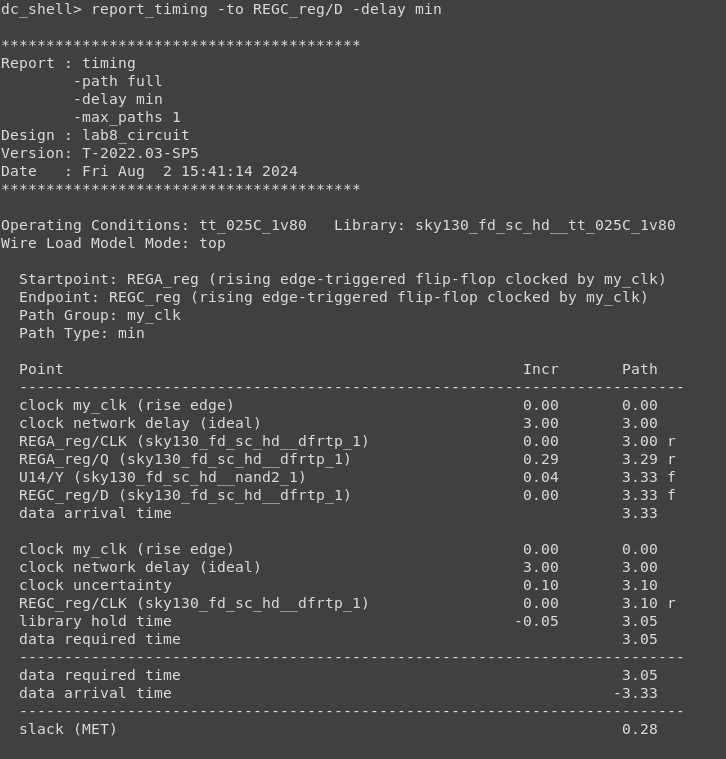 dc_shell> report_timing -to REGC_reg/D -delay min
****************************************
Report : timing
        -path full
        -delay min
        -max_paths 1
Design : lab8_circuit
Version: T-2022.03-SP5
Date   : Fri Aug  2 15:41:14 2024
****************************************
Operating Conditions: tt_025C_1v80   Library: sky130_fd_sc_hd__tt_025C_1v80
Wire Load Model Mode: top
  Startpoint: REGA_reg (rising edge-triggered flip-flop clocked by my_clk)
  Endpoint: REGC_reg (rising edge-triggered flip-flop clocked by my_clk)
  Path Group: my_clk
  Path Type: min
  Point                                                   Incr       Path
  --------------------------------------------------------------------------
  clock my_clk (rise edge)                                0.00       0.00
  clock network delay (ideal)                             3.00       3.00
  REGA_reg/CLK (sky130_fd_sc_hd__dfrtp_1)                 0.00       3.00 r
  REGA_reg/Q (sky130_fd_sc_hd__dfrtp_1)                   0.29       3.29 r
  U14/Y (sky130_fd_sc_hd__nand2_1)                        0.04       3.33 f
  REGC_reg/D (sky130_fd_sc_hd__dfrtp_1)                   0.00       3.33 f
  data arrival time                                                  3.33
  clock my_clk (rise edge)                                0.00       0.00
  clock network delay (ideal)                             3.00       3.00
  clock uncertainty                                       0.10       3.10
  REGC_reg/CLK (sky130_fd_sc_hd__dfrtp_1)                 0.00       3.10 r
  library hold time                                      -0.05       3.05
  data required time                                                 3.05
  --------------------------------------------------------------------------
  data required time                                                 3.05
  data arrival time                                                 -3.33
  --------------------------------------------------------------------------
  slack (MET)                                                        0.28